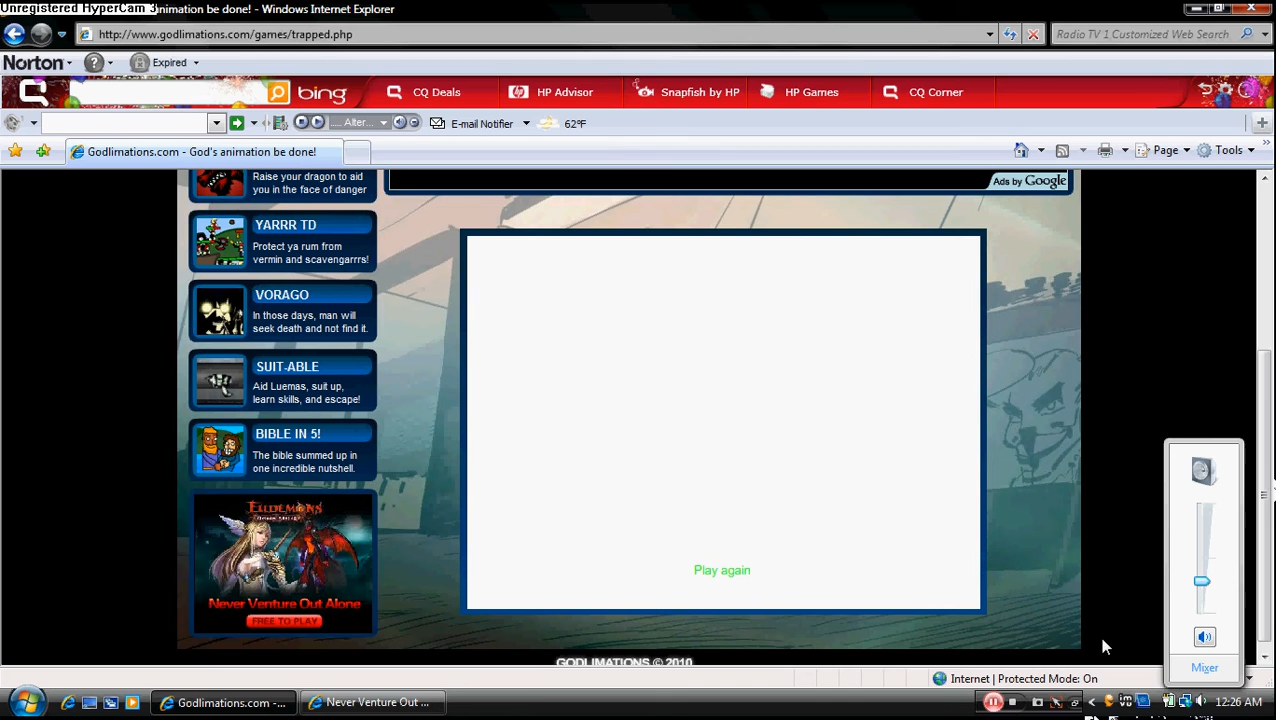 Unregistered HyperCam 3
animation be done! - Windows Internet Explorer
http://www.godlimations.com/games/trapped.php
Radio TV 1 Customized Web Search
Norton
?
Expired
bing
CQ Deals
HP Advisor
Snapfish by HP
HP Games
CQ Corner
.... Alter...
E-mail Notifier
62°F
Godlimations.com - God's animation be done!
Page
Tools
Raise your dragon to aid
you in the face of danger
Ads by Google
YARRR TD
Protect ya rum from
vermin and scavengarrrs!
VORAGO
In those days, man will
seek death and not find it.
SUIT-ABLE
Aid Luemas, suit up,
learn skills, and escape!
BIBLE IN 5!
The bible summed up in
one incredible nutshell.
Never Venture Out Alone
FREE TO PLAY
Play again
GODLIMATIONS © 2010
Mixer
Internet | Protected Mode: On
Godlimations.com -...
Never Venture Out ...
12:26 AM